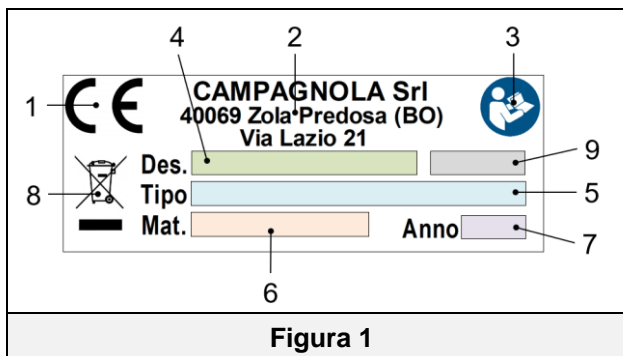 4 2 3
1 CE CAMPAGNOLA Srl
40069 Zola Predosa (BO)
Via Lazio 21
Des. 9
8 Tipo 5
Mat. Anno 7
6
Figura 1